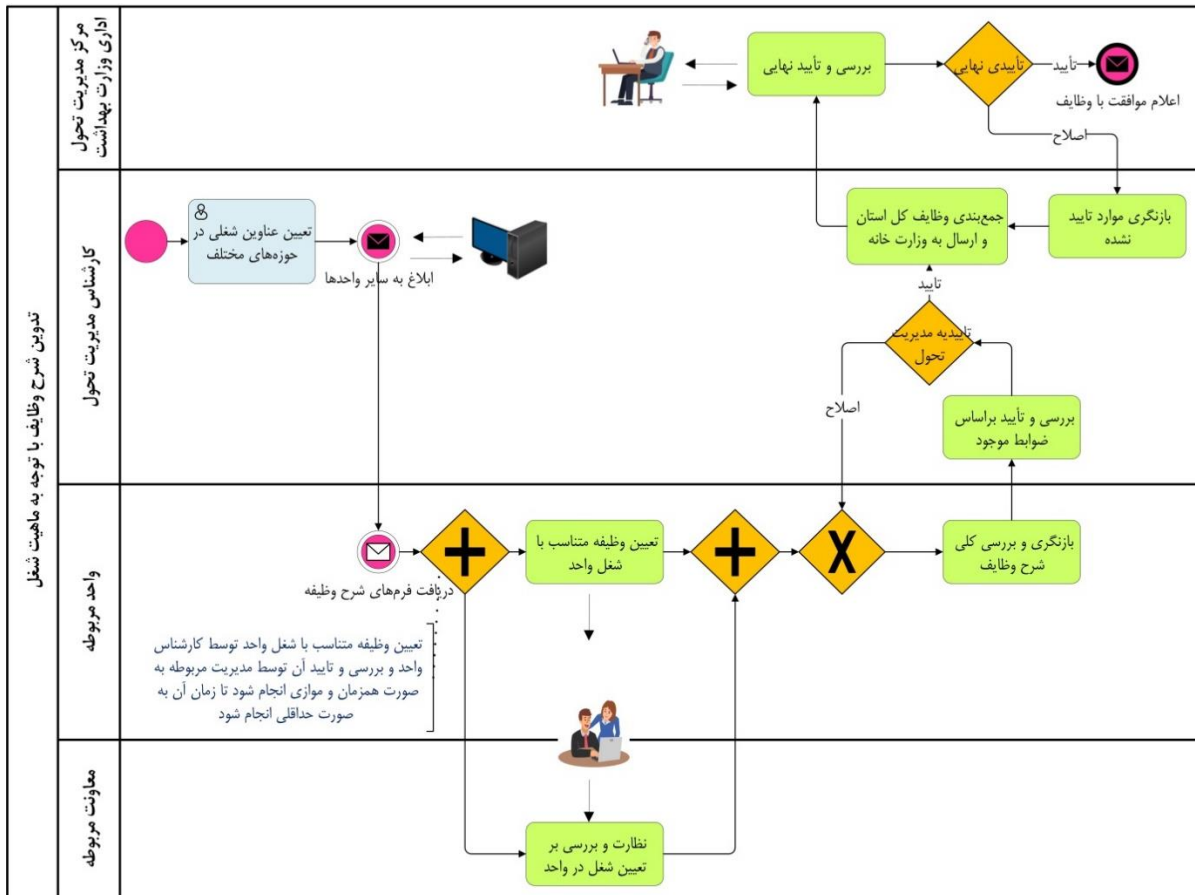 تدوین شرح وظایف با توجه به ماهیت شغل
مرکز مدیریت تحول
اداری وزارت بهداشت
بررسی و تأیید نهایی
تأییدی نهایی
تأیید
اعلام موافقت با وظایف
اصلاح
کارشناس مدیریت تحول
تعیین عناوین شغلی در
حوزه‌های مختلف
ابلاغ به سایر واحدها
جمع‌بندی وظایف کل استان
و ارسال به وزارت خانه
بازنگری موارد تایید
نشده
تایید
تاییدیه مدیریت
تحول
اصلاح
بررسی و تأیید براساس
ضوابط موجود
واحد مربوطه
دریافت فرم‌های شرح وظیفه
تعیین وظیفه متناسب با
شغل واحد
X
بازنگری و بررسی کلی
شرح وظایف
تعیین وظیفه متناسب با شغل واحد توسط کارشناس
واحد و بررسی و تایید آن توسط مدیریت مربوطه به
صورت همزمان و موازی انجام شود تا زمان آن به
صورت حداقلی انجام شود
معاونت مربوطه
نظارت و بررسی بر
تعیین شغل در واحد